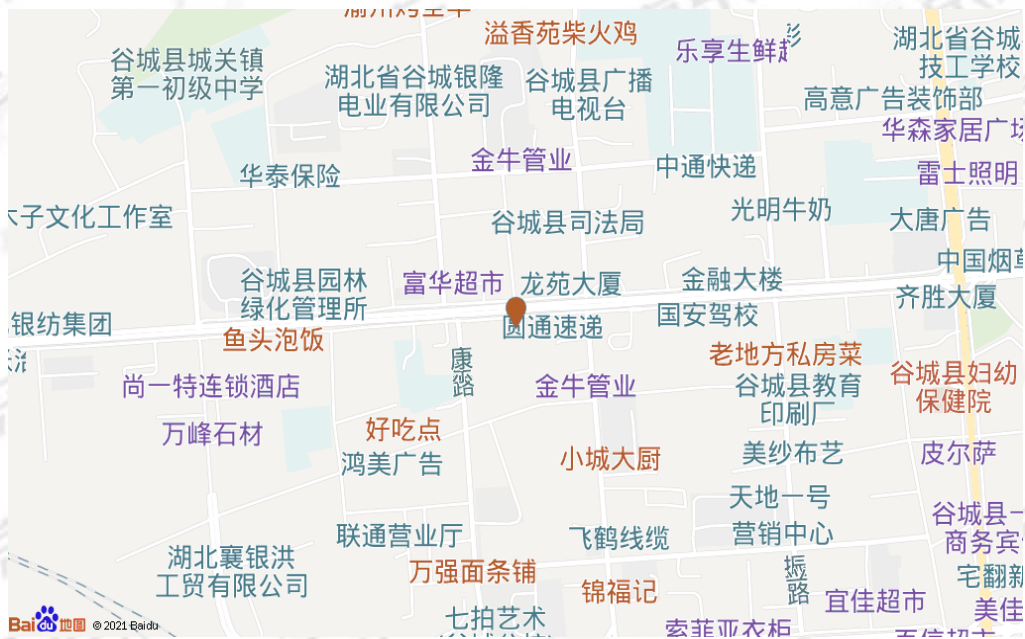 溢香苑柴火鸡
乐享生鲜超
谷城县城关镇
第一初级中学
湖北省谷城银隆
电业有限公司
谷城县广播
电视台
湖北省谷城
技工学校
高意广告装饰部
华森家居广场
金牛管业
中通快递
雷士照明
华泰保险
木子文化工作室
谷城县司法局
光明牛奶
大唐广告
中国烟草
谷城县园林
绿化管理所
富华超市
龙苑大厦
金融大楼
齐胜大厦
银纺集团
鱼头泡饭
圆通速递
国安驾校
康路
老地方私房菜
尚一特连锁酒店
金牛管业
谷城县教育
印刷厂
谷城县妇幼
保健院
万峰石材
好吃点
鸿美广告
小城大厨
美纱布艺
皮尔萨
天地一号
营销中心
谷城县一
商务宾
联通营业厅
飞鹤线缆
湖北襄银洪
工贸有限公司
万强面条铺
锦福记
振路
宅翻新
宜佳超市
美佳
七拍艺术
索菲亚衣柜
Baidu地图 © 2021 Baidu